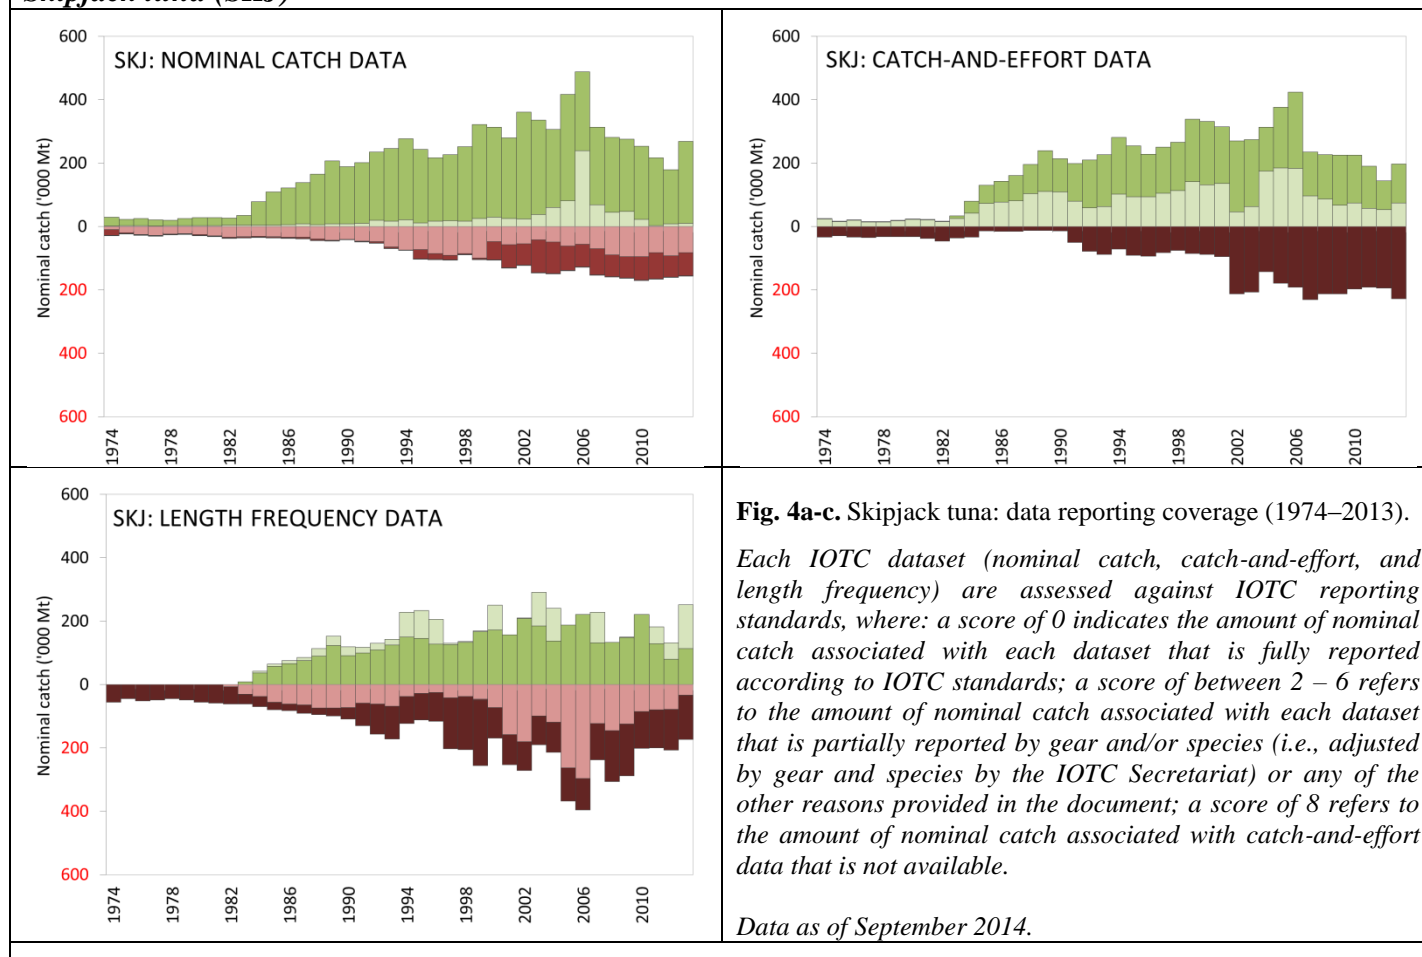 Skipjack tuna (SKJ)
SKJ: NOMINAL CATCH DATA
Nominal catch ('000 Mt)
600
400
200
0
200
400
600
1974
1978
1982
1986
1990
1994
1998
2002
2006
2010
SKJ: CATCH-AND-EFFORT DATA
Nominal catch ('000 Mt)
600
400
200
0
200
400
600
1974
1978
1982
1986
1990
1994
1998
2002
2006
2010
SKJ: LENGTH FREQUENCY DATA
Nominal catch ('000 Mt)
600
400
200
0
200
400
600
1974
1978
1982
1986
1990
1994
1998
2002
2006
2010
Fig. 4a-c. Skipjack tuna: data reporting coverage (1974–2013).
Each IOTC dataset (nominal catch, catch-and-effort, and
length frequency) are assessed against IOTC reporting
standards, where: a score of 0 indicates the amount of nominal
catch associated with each dataset that is fully reported
according to IOTC standards; a score of between 2 – 6 refers
to the amount of nominal catch associated with each dataset
that is partially reported by gear and/or species (i.e., adjusted
by gear and species by the IOTC Secretariat) or any of the
other reasons provided in the document; a score of 8 refers to
the amount of nominal catch associated with catch-and-effort
data that is not available.
Data as of September 2014.